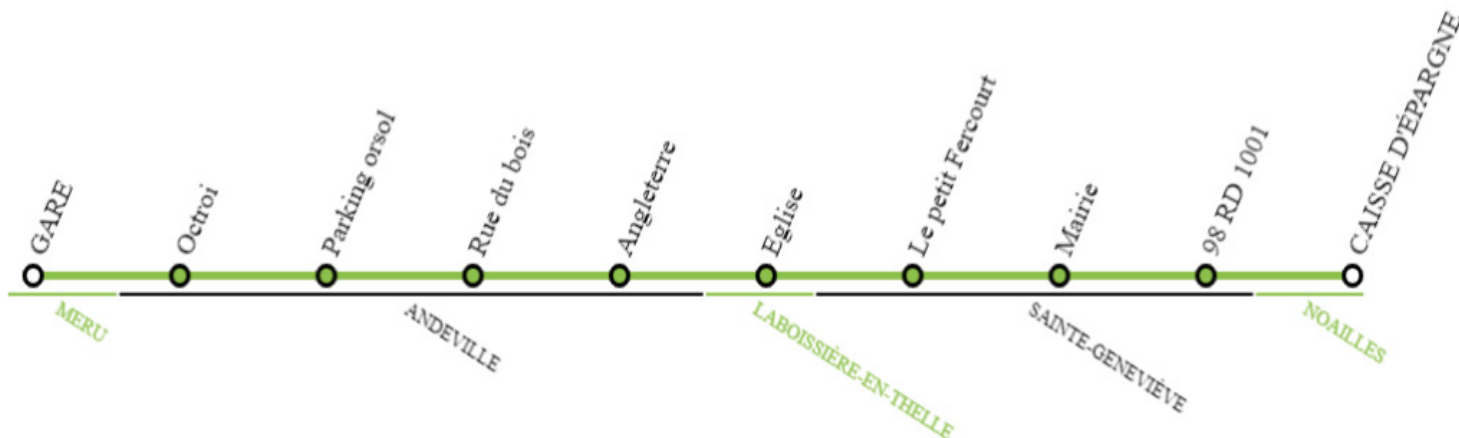 GARE
Octroi
Parking orsol
Rue du bois
Angleterre
Eglise
Le petit Fercourt
Mairie
98 RD 1001
CAISSE D'ÉPARGNE
MERU
ANDEVILLE
LABOISSIÈRE-EN-THELLE
SAINTE-GENEVIÈVE
NOAILLES